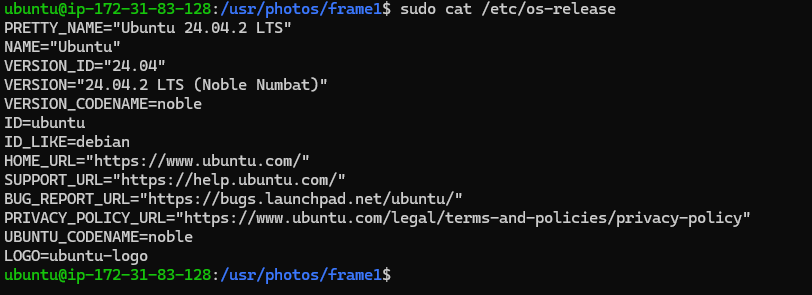 ubuntu@ip-172-31-83-128:/usr/photos/frame1$ sudo cat /etc/os-release
PRETTY_NAME="Ubuntu 24.04.2 LTS"
NAME="Ubuntu"
VERSION_ID="24.04"
VERSION="24.04.2 LTS (Noble Numbat)"
VERSION_CODENAME=noble
ID=ubuntu
ID_LIKE=debian
HOME_URL="https://www.ubuntu.com/"
SUPPORT_URL="https://help.ubuntu.com/"
BUG_REPORT_URL="https://bugs.launchpad.net/ubuntu/"
PRIVACY_POLICY_URL="https://www.ubuntu.com/legal/terms-and-policies/privacy-policy"
UBUNTU_CODENAME=noble
LOGO=ubuntu-logo
ubuntu@ip-172-31-83-128:/usr/photos/frame1$